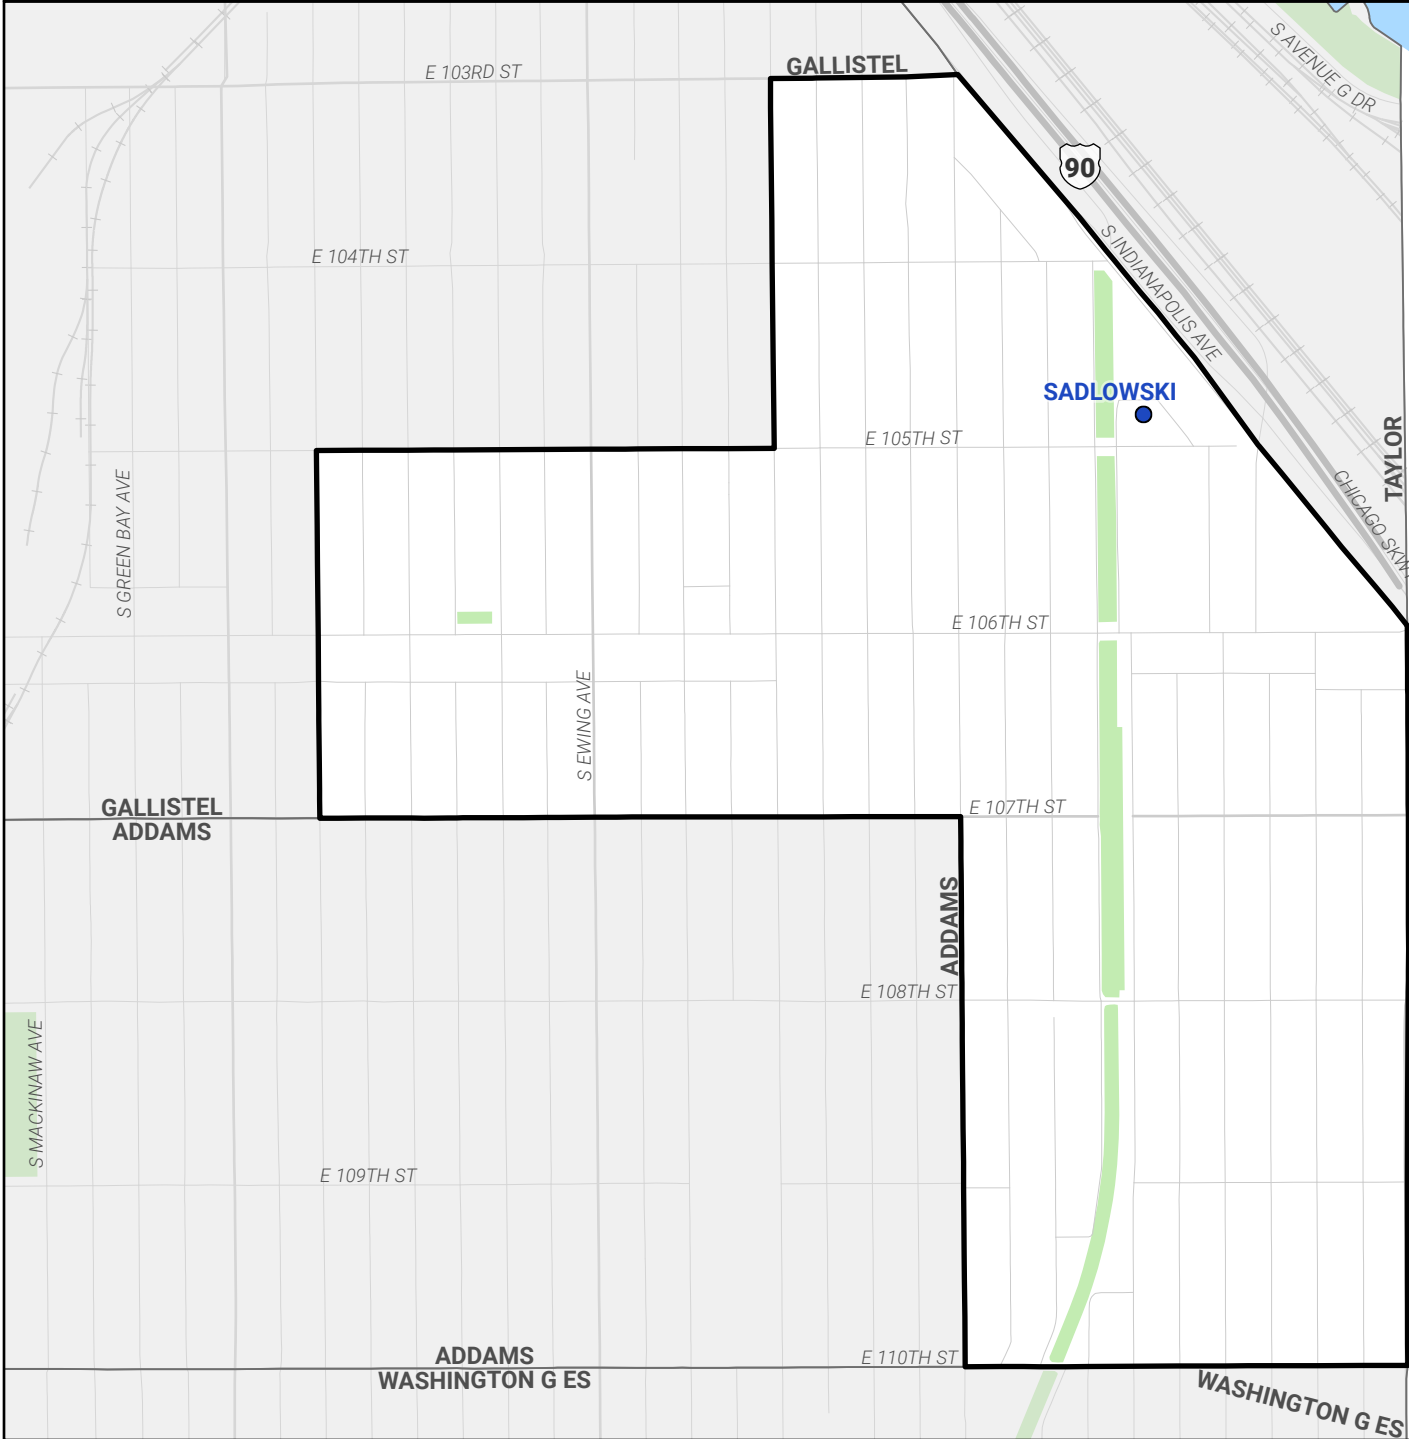 S AVENUE G DR
GALLISTEL
E 103RD ST
90
E 104TH ST
S INDIANAPOLIS AVE
SADLOWSKI
TAYLOR
E 105TH ST
CHICAGO SKWY
S GREEN BAY AVE
E 106TH ST
S EWING AVE
GALLISTEL
ADDAMS
E 107TH ST
ADDAMS
E 108TH ST
S MACKINAW AVE
E 109TH ST
ADDAMS
WASHINGTON G ES
E 110TH ST
WASHINGTON G ES